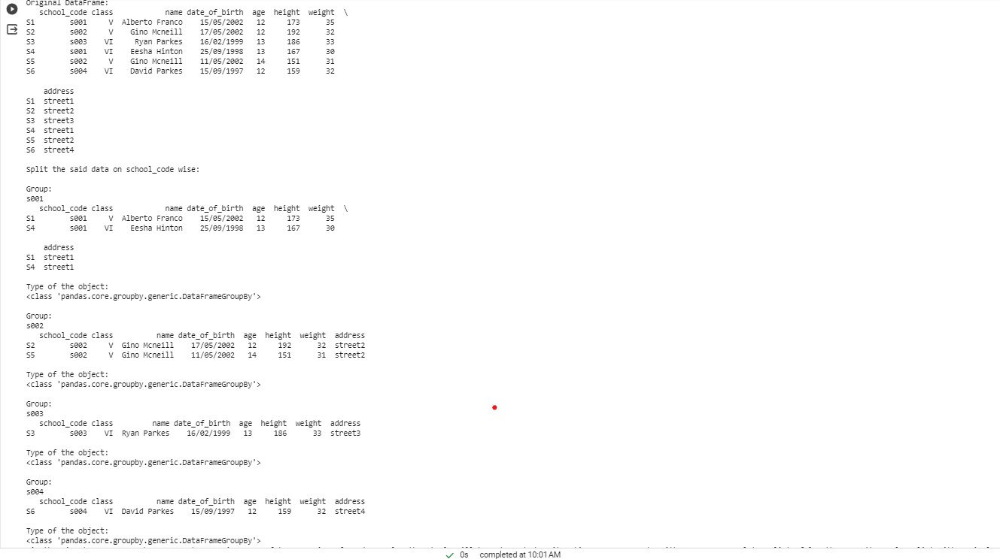 Original DataFrame:
school_code class name date_of_birth age height weight \
S1 s001 V Alberto Franco 15/05/2002 12 173 35
S2 s002 V Gino Mcneill 17/05/2002 12 192 32
S3 s003 VI Ryan Parkes 16/02/1999 13 186 33
S4 s001 VI Eesha Hinton 25/09/1998 13 167 30
S5 s002 V Gino Mcneill 11/05/2002 14 151 31
S6 s004 VI David Parkes 15/09/1997 12 159 32
address
S1 street1
S2 street2
S3 street3
S4 street1
S5 street2
S6 street4
Split the said data on school_code wise:
Group:
s001
school_code class name date_of_birth age height weight \
S1 s001 V Alberto Franco 15/05/2002 12 173 35
S4 s001 VI Eesha Hinton 25/09/1998 13 167 30
address
S1 street1
S4 street1
Type of the object:
<class 'pandas.core.groupby.generic.DataFrameGroupBy'>
Group:
s002
school_code class name date_of_birth age height weight address
S2 s002 V Gino Mcneill 17/05/2002 12 192 32 street2
S5 s002 V Gino Mcneill 11/05/2002 14 151 31 street2
Type of the object:
<class 'pandas.core.groupby.generic.DataFrameGroupBy'>
Group:
s003
school_code class name date_of_birth age height weight address
S3 s003 VI Ryan Parkes 16/02/1999 13 186 33 street3
Type of the object:
<class 'pandas.core.groupby.generic.DataFrameGroupBy'>
Group:
s004
school_code class name date_of_birth age height weight address
S6 s004 VI David Parkes 15/09/1997 12 159 32 street4
Type of the object:
<class 'pandas.core.groupby.generic.DataFrameGroupBy'>
0s completed at 10:01 AM